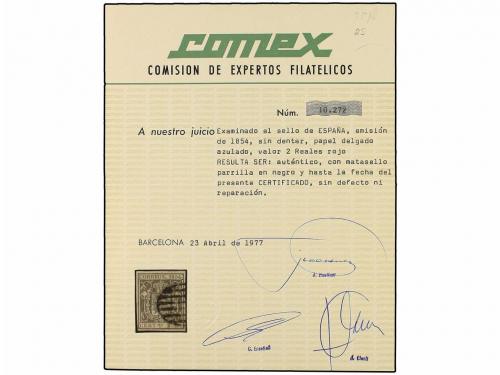 comex
COMISION DE EXPERTOS FILATELICOS
Núm. 10.272
A nuestro juicio Examinado el sello de ESPAÑA, emisión
de 1854, sin dentar, papel delgado
azulado, valor 2 Reales rojo
RESULTA SER: auténtico, con matasello
parrilla en negro y hasta la fecha del
presente CERTIFICADO, sin defecto ni
reparación.
BARCELONA 23 Abril de 1977
CORREOS 1854